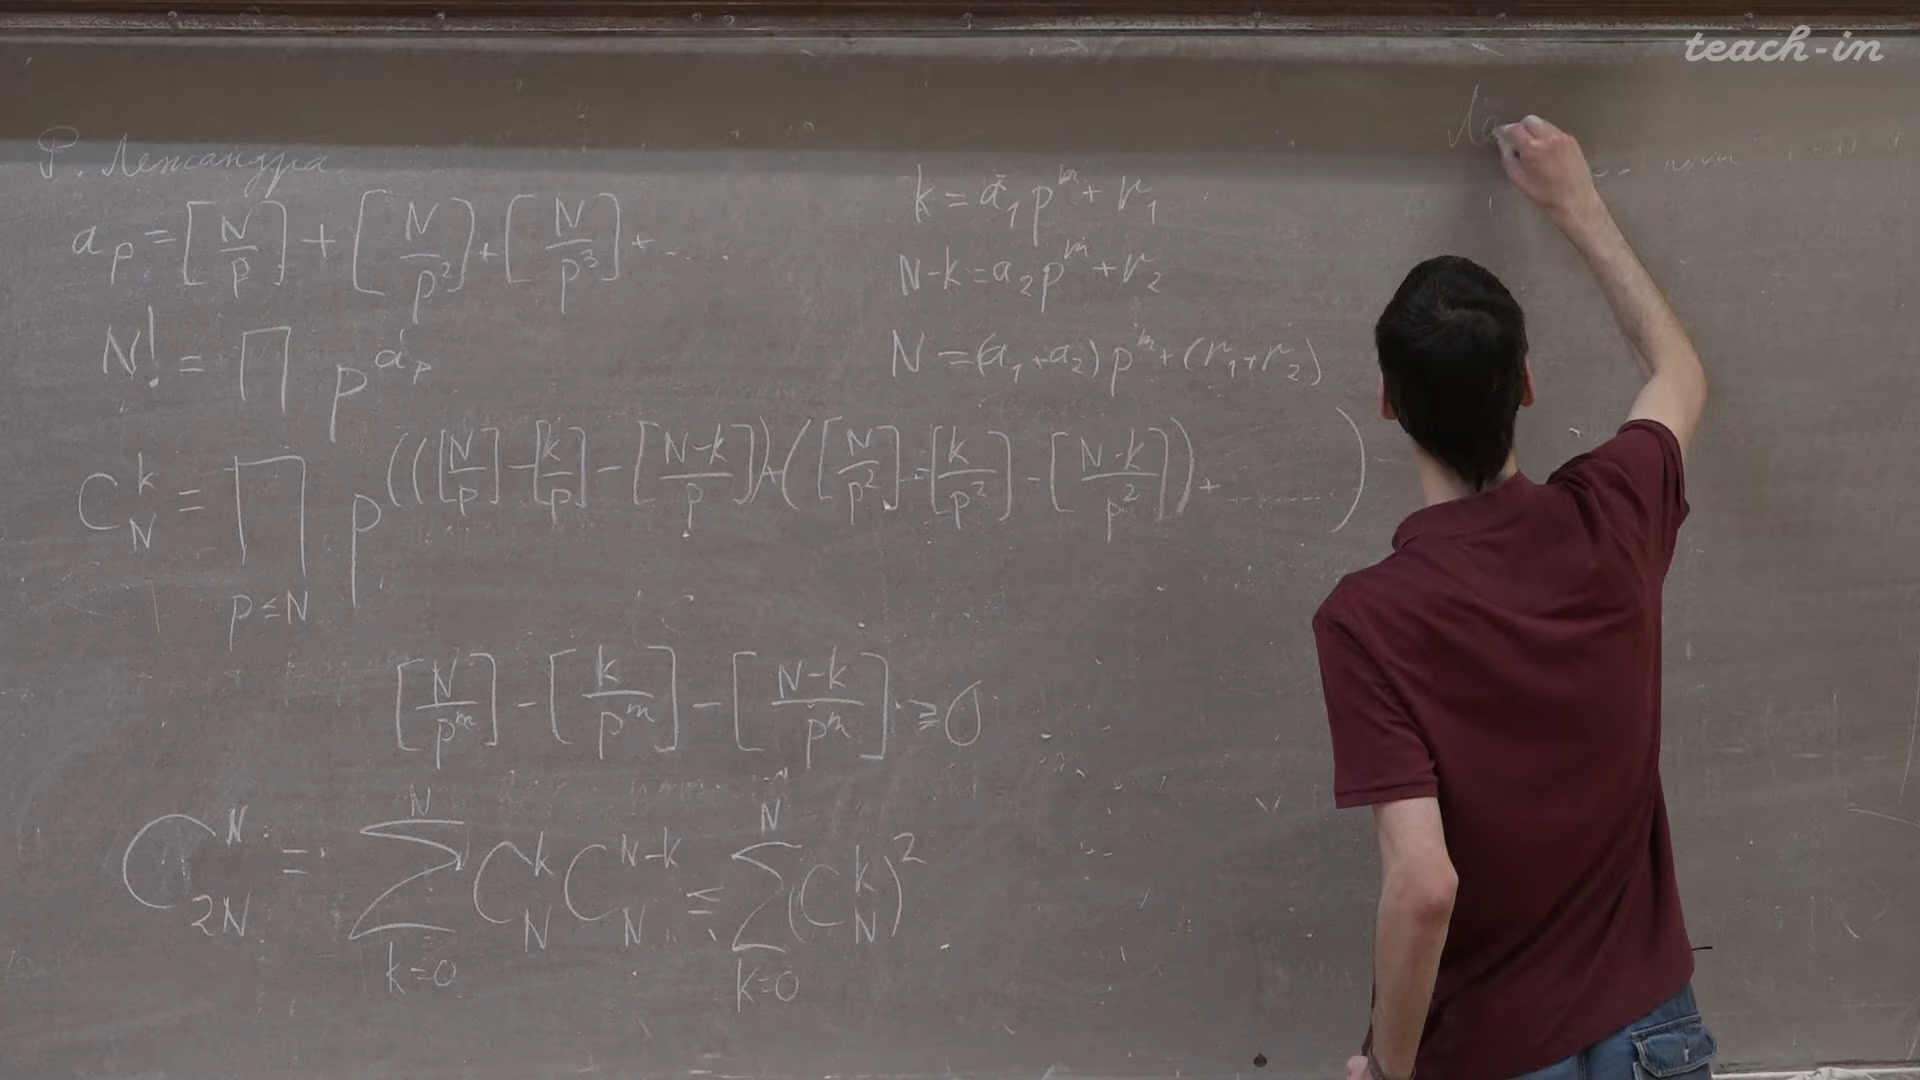 teach-in
Ф. Лежандра
a_p = [N/p] + [N/p^2] + [N/p^3] + ....
N! = ∏ p^{a_p}
C_N^k = ∏_{p≤N} p^{(([N/p] - [k/p] - [N-k/p]) + ([N/p^2] - [k/p^2] - [N-k/p^2]) + .......)}
[N/p^m] - [k/p^m] - [N-k/p^m] ≥ 0
C_{2N}^N = ∑_{k=0}^N C_N^k C_N^{N-k} ≤ ∑_{k=0}^N (C_N^k)^2
k = a_1 p^m + r_1
N-k = a_2 p^m + r_2
N = (a_1 + a_2) p^m + (r_1 + r_2)